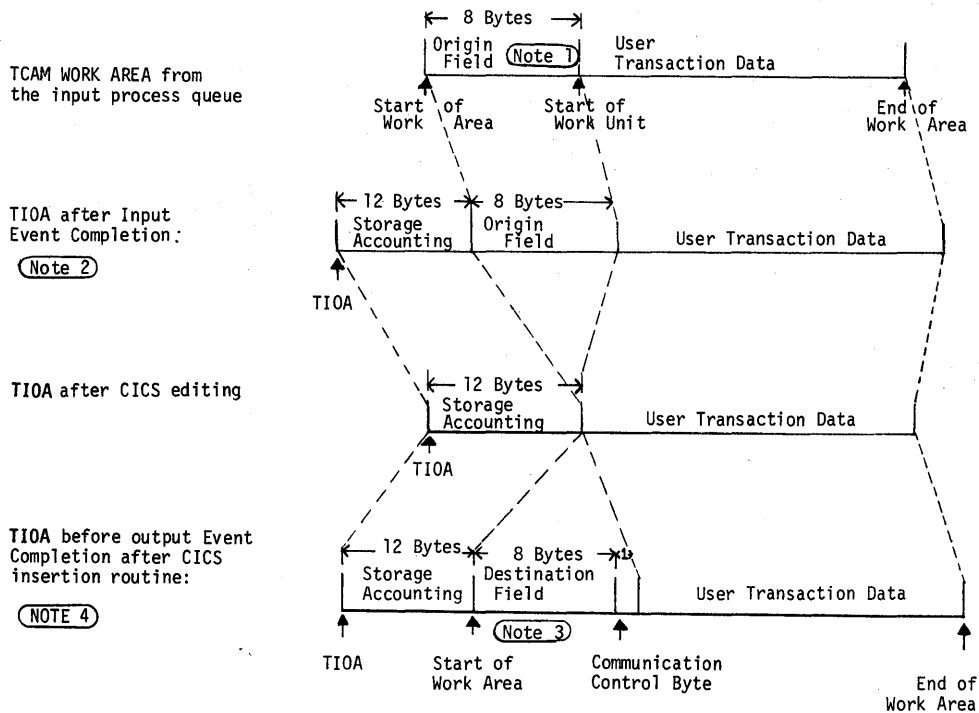 8 Bytes
Origin
Field
Note 1
User
Transaction Data
TCAM WORK AREA from
the input process queue
Start of
Work Area
Start of
Work Unit
End of
Work Area
12 Bytes
8 Bytes
TIOA after Input
Event Completion:
Storage
Accounting
Origin
Field
User Transaction Data
Note 2
TIOA
12 Bytes
TIOA after CICS editing
Storage
Accounting
User Transaction Data
TIOA
TIOA before output Event
Completion after CICS
insertion routine:
12 Bytes
8 Bytes
1
Storage
Accounting
Destination
Field
User Transaction Data
NOTE 4
Note 3
TIOA
Start of
Work Area
Communication
Control Byte
End of
Work Area